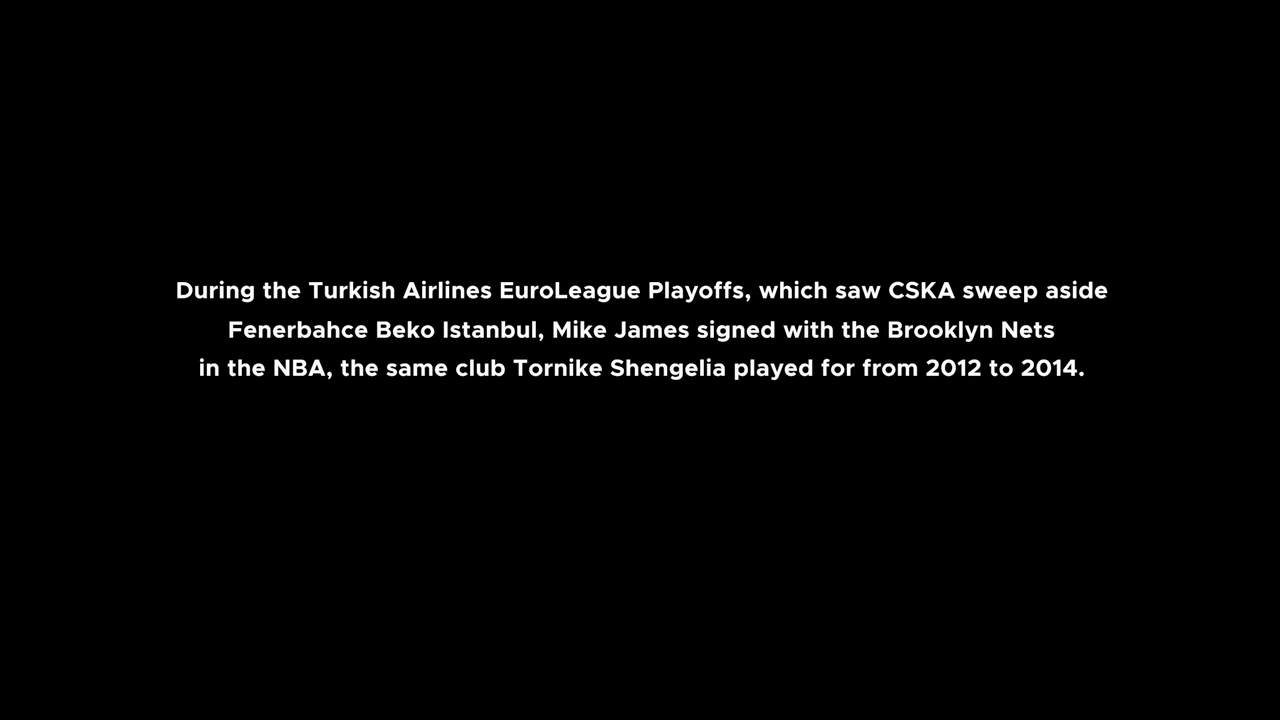 During the Turkish Airlines EuroLeague Playoffs, which saw CSKA sweep aside
Fenerbahce Beko Istanbul, Mike James signed with the Brooklyn Nets
in the NBA, the same club Tornike Shengelia played for from 2012 to 2014.